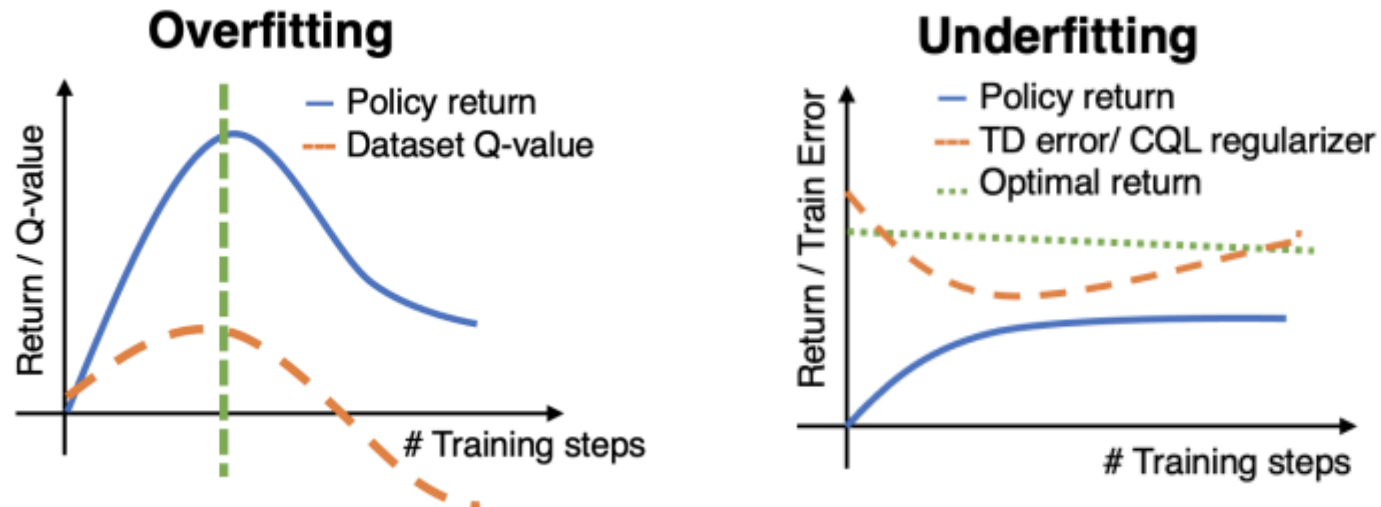 Overfitting
Policy return
Dataset Q-value
Return / Q-value
# Training steps
Underfitting
Policy return
TD error/ CQL regularizer
Optimal return
Return / Train Error
# Training steps